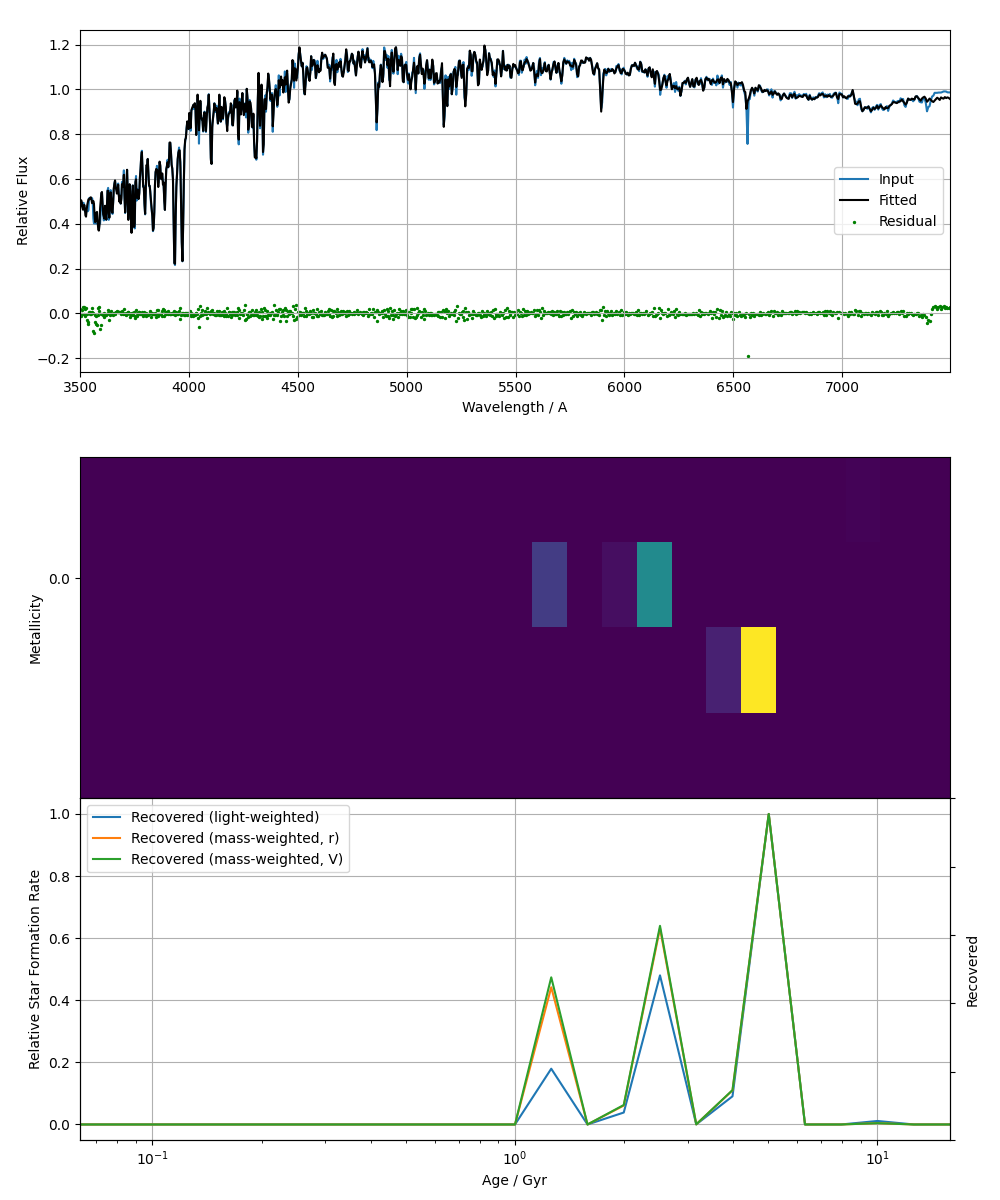 1.2
1.0
0.8
0.6
0.4
0.2
0.0
−0.2
Relative Flux
Input
Fitted
Residual
3500
4000
4500
5000
5500
6000
6500
7000
Wavelength / A
0.0
Metallicity
1.0
0.8
0.6
0.4
0.2
0.0
Relative Star Formation Rate
Recovered (light-weighted)
Recovered (mass-weighted, r)
Recovered (mass-weighted, V)
Recovered
10⁻¹
10⁰
10¹
Age / Gyr